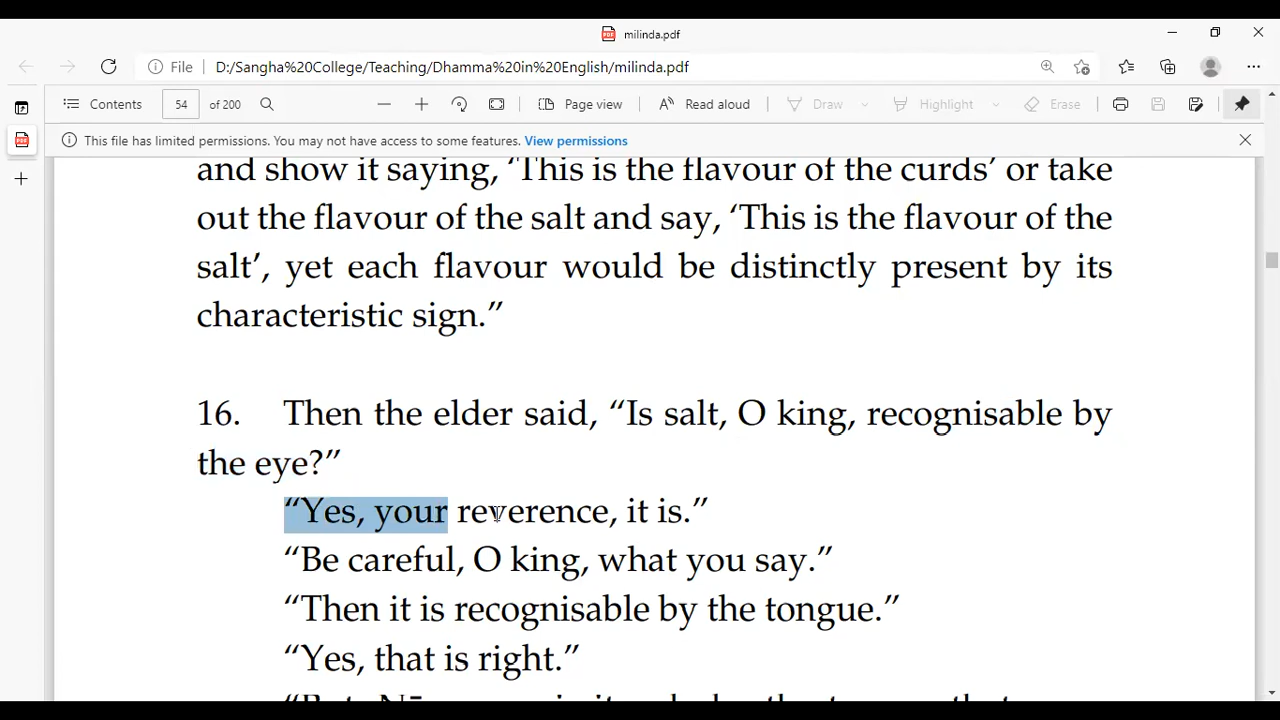 milinda.pdf
File D:/Sangha%20College/Teaching/Dhamma%20in%20English/milinda.pdf
Contents 54 of 200 Page view Read aloud Draw Highlight Erase
This file has limited permissions. You may not have access to some features. View permissions
and show it saying, ‘This is the flavour of the curds’ or take
out the flavour of the salt and say, ‘This is the flavour of the
salt’, yet each flavour would be distinctly present by its
characteristic sign.”
16. Then the elder said, “Is salt, O king, recognisable by
the eye?”
“Yes, your reverence, it is.”
“Be careful, O king, what you say.”
“Then it is recognisable by the tongue.”
“Yes, that is right.”